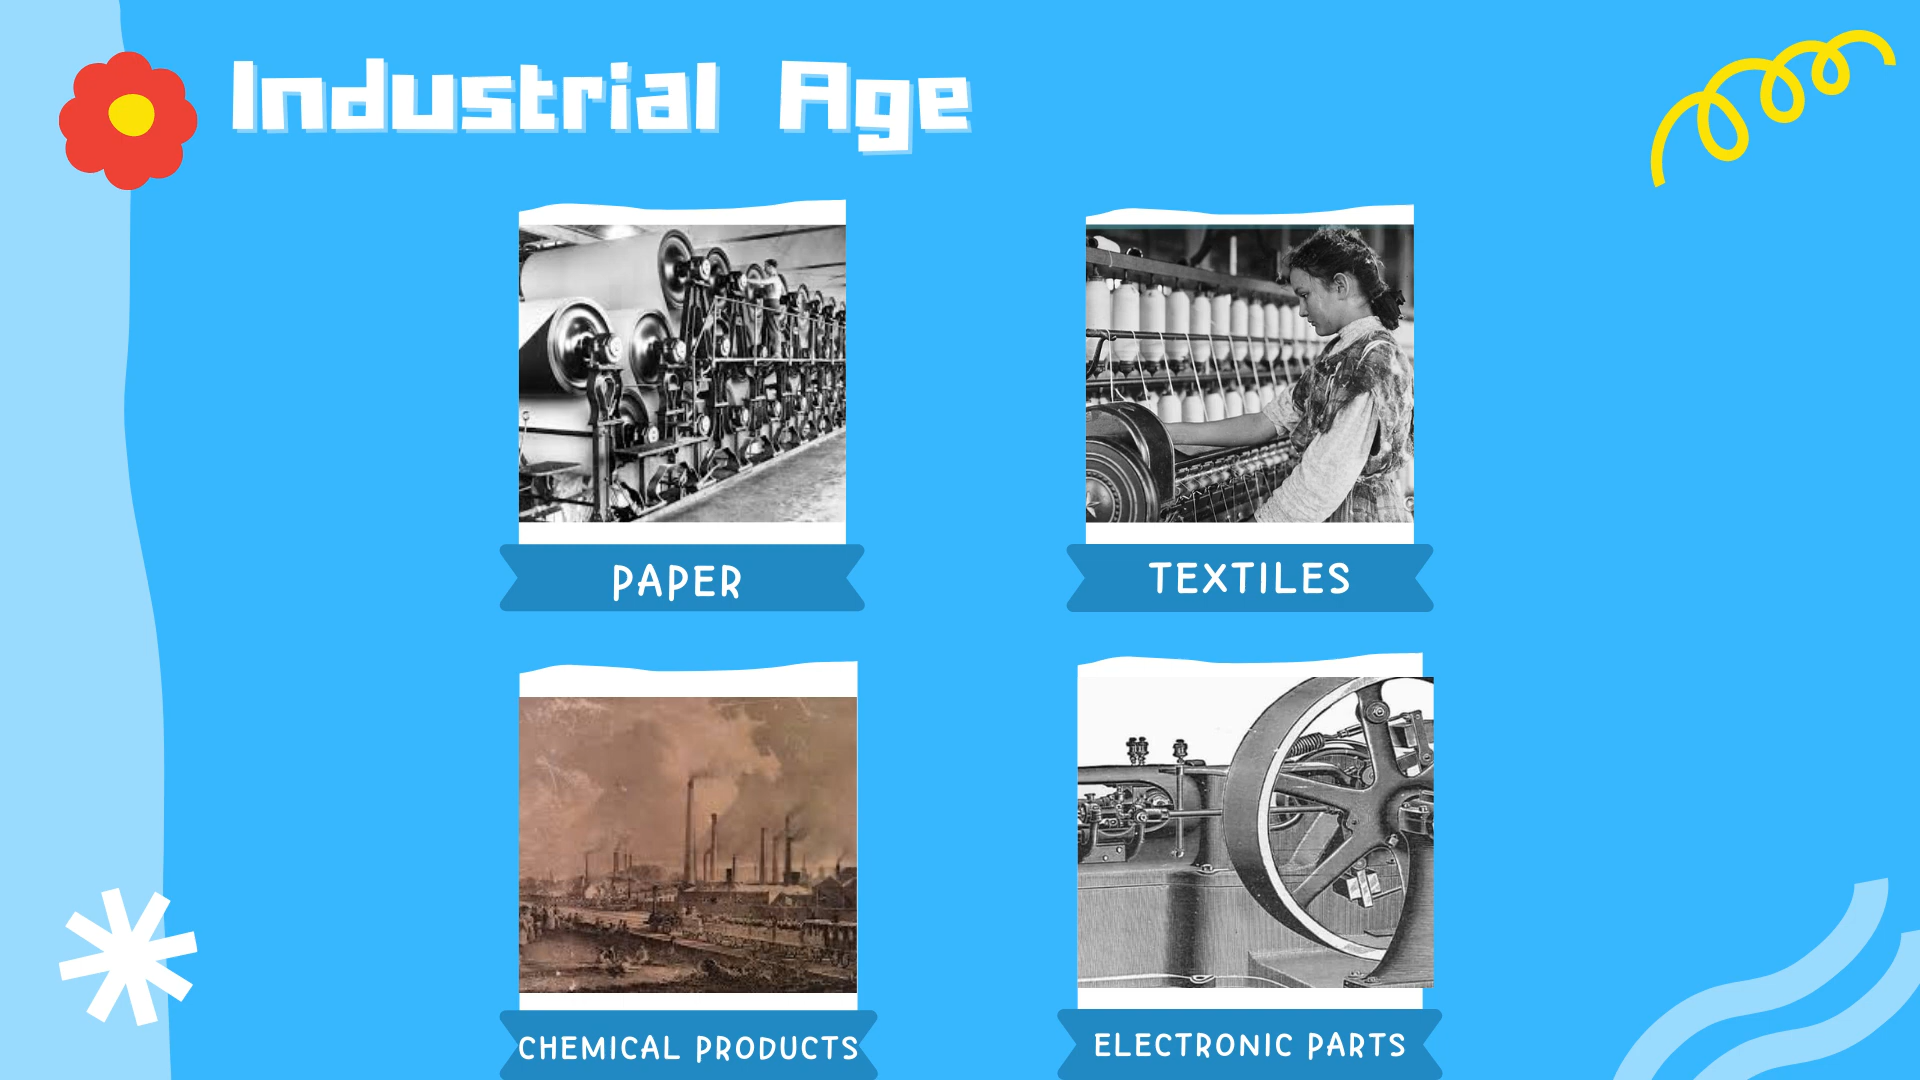 Industrial Age
PAPER
TEXTILES
CHEMICAL PRODUCTS
ELECTRONIC PARTS